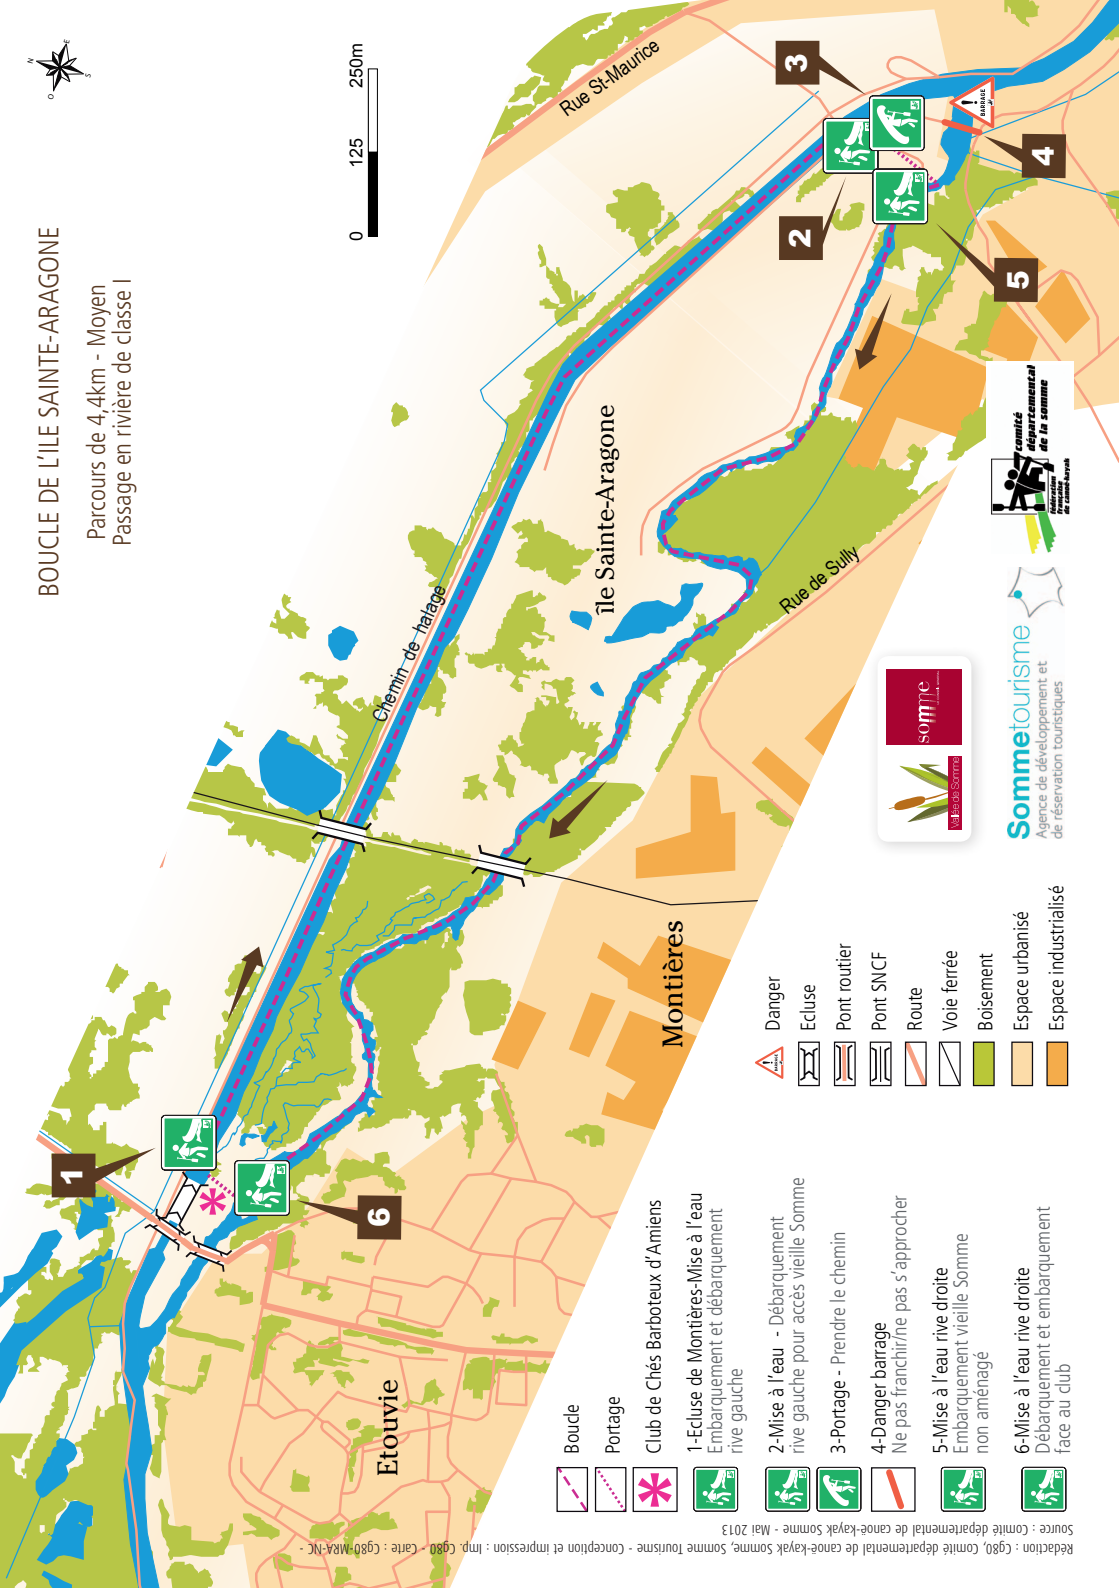 BOUCLE DE L'ILE SAINTE-ARAGONE
Parcours de 4,4km - Moyen
Passage en rivière de classe I
N
E
S
O
0 125 250m
Rue St-Maurice
Chemin de halage
île Sainte-Aragone
Rue de Sully
Montières
Etouvie
1
2
3
4
5
6
BARRAGE
Boucle
Portage
Club de Chés Barboteux d'Amiens
1-Ecluse de Montières-Mise à l'eau
Embarquement et débarquement
rive gauche
2-Mise à l'eau - Débarquement
rive gauche pour accès vieille Somme
3-Portage - Prendre le chemin
4-Danger barrage
Ne pas franchir/ne pas s'approcher
5-Mise à l'eau rive droite
Embarquement vieille Somme
non aménagé
6-Mise à l'eau rive droite
Débarquement et embarquement
face au club
BARRAGE
Danger
Ecluse
Pont routier
Pont SNCF
Route
Voie ferrée
Boisement
Espace urbanisé
Espace industrialisé
Vallée de Somme
somme
Sommetourisme
Agence de développement et
de réservation touristiques
comité
départemental
de la somme
fédération
française
de canoë-kayak
Rédaction : Cg80, Comité départemental de canoë-kayak Somme, Somme Tourisme - Conception et impression : Imp. Cg80 - Carte : Cg80-MRA-NC -
Source : Comité départemental de canoë-kayak Somme - Mai 2013